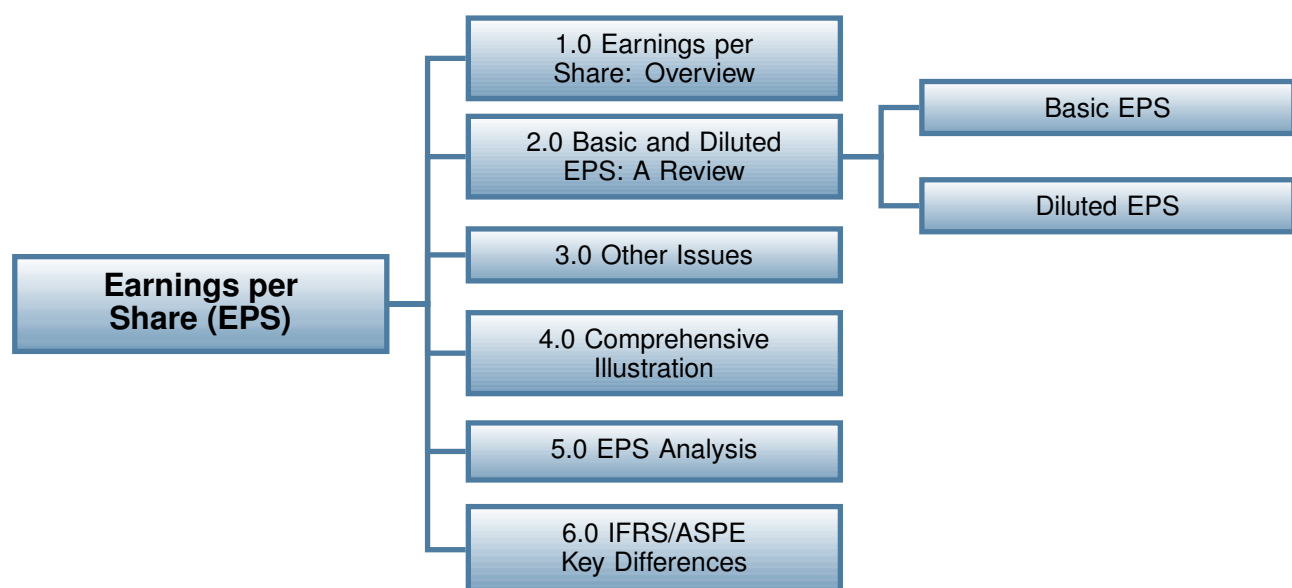 Earnings per
Share (EPS)
1.0 Earnings per
Share: Overview
2.0 Basic and Diluted
EPS: A Review
Basic EPS
Diluted EPS
3.0 Other Issues
4.0 Comprehensive
Illustration
5.0 EPS Analysis
6.0 IFRS/ASPE
Key Differences